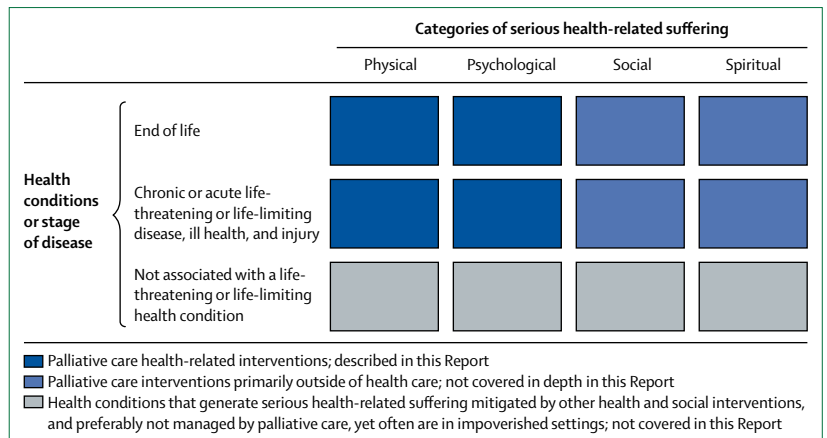 Categories of serious health-related suffering
Physical Psychological Social Spiritual
Health
conditions
or stage
of disease
End of life
Chronic or acute life-
threatening or life-limiting
disease, ill health, and injury
Not associated with a life-
threatening or life-limiting
health condition
Palliative care health-related interventions; described in this Report
Palliative care interventions primarily outside of health care; not covered in depth in this Report
Health conditions that generate serious health-related suffering mitigated by other health and social interventions,
and preferably not managed by palliative care, yet often are in impoverished settings; not covered in this Report